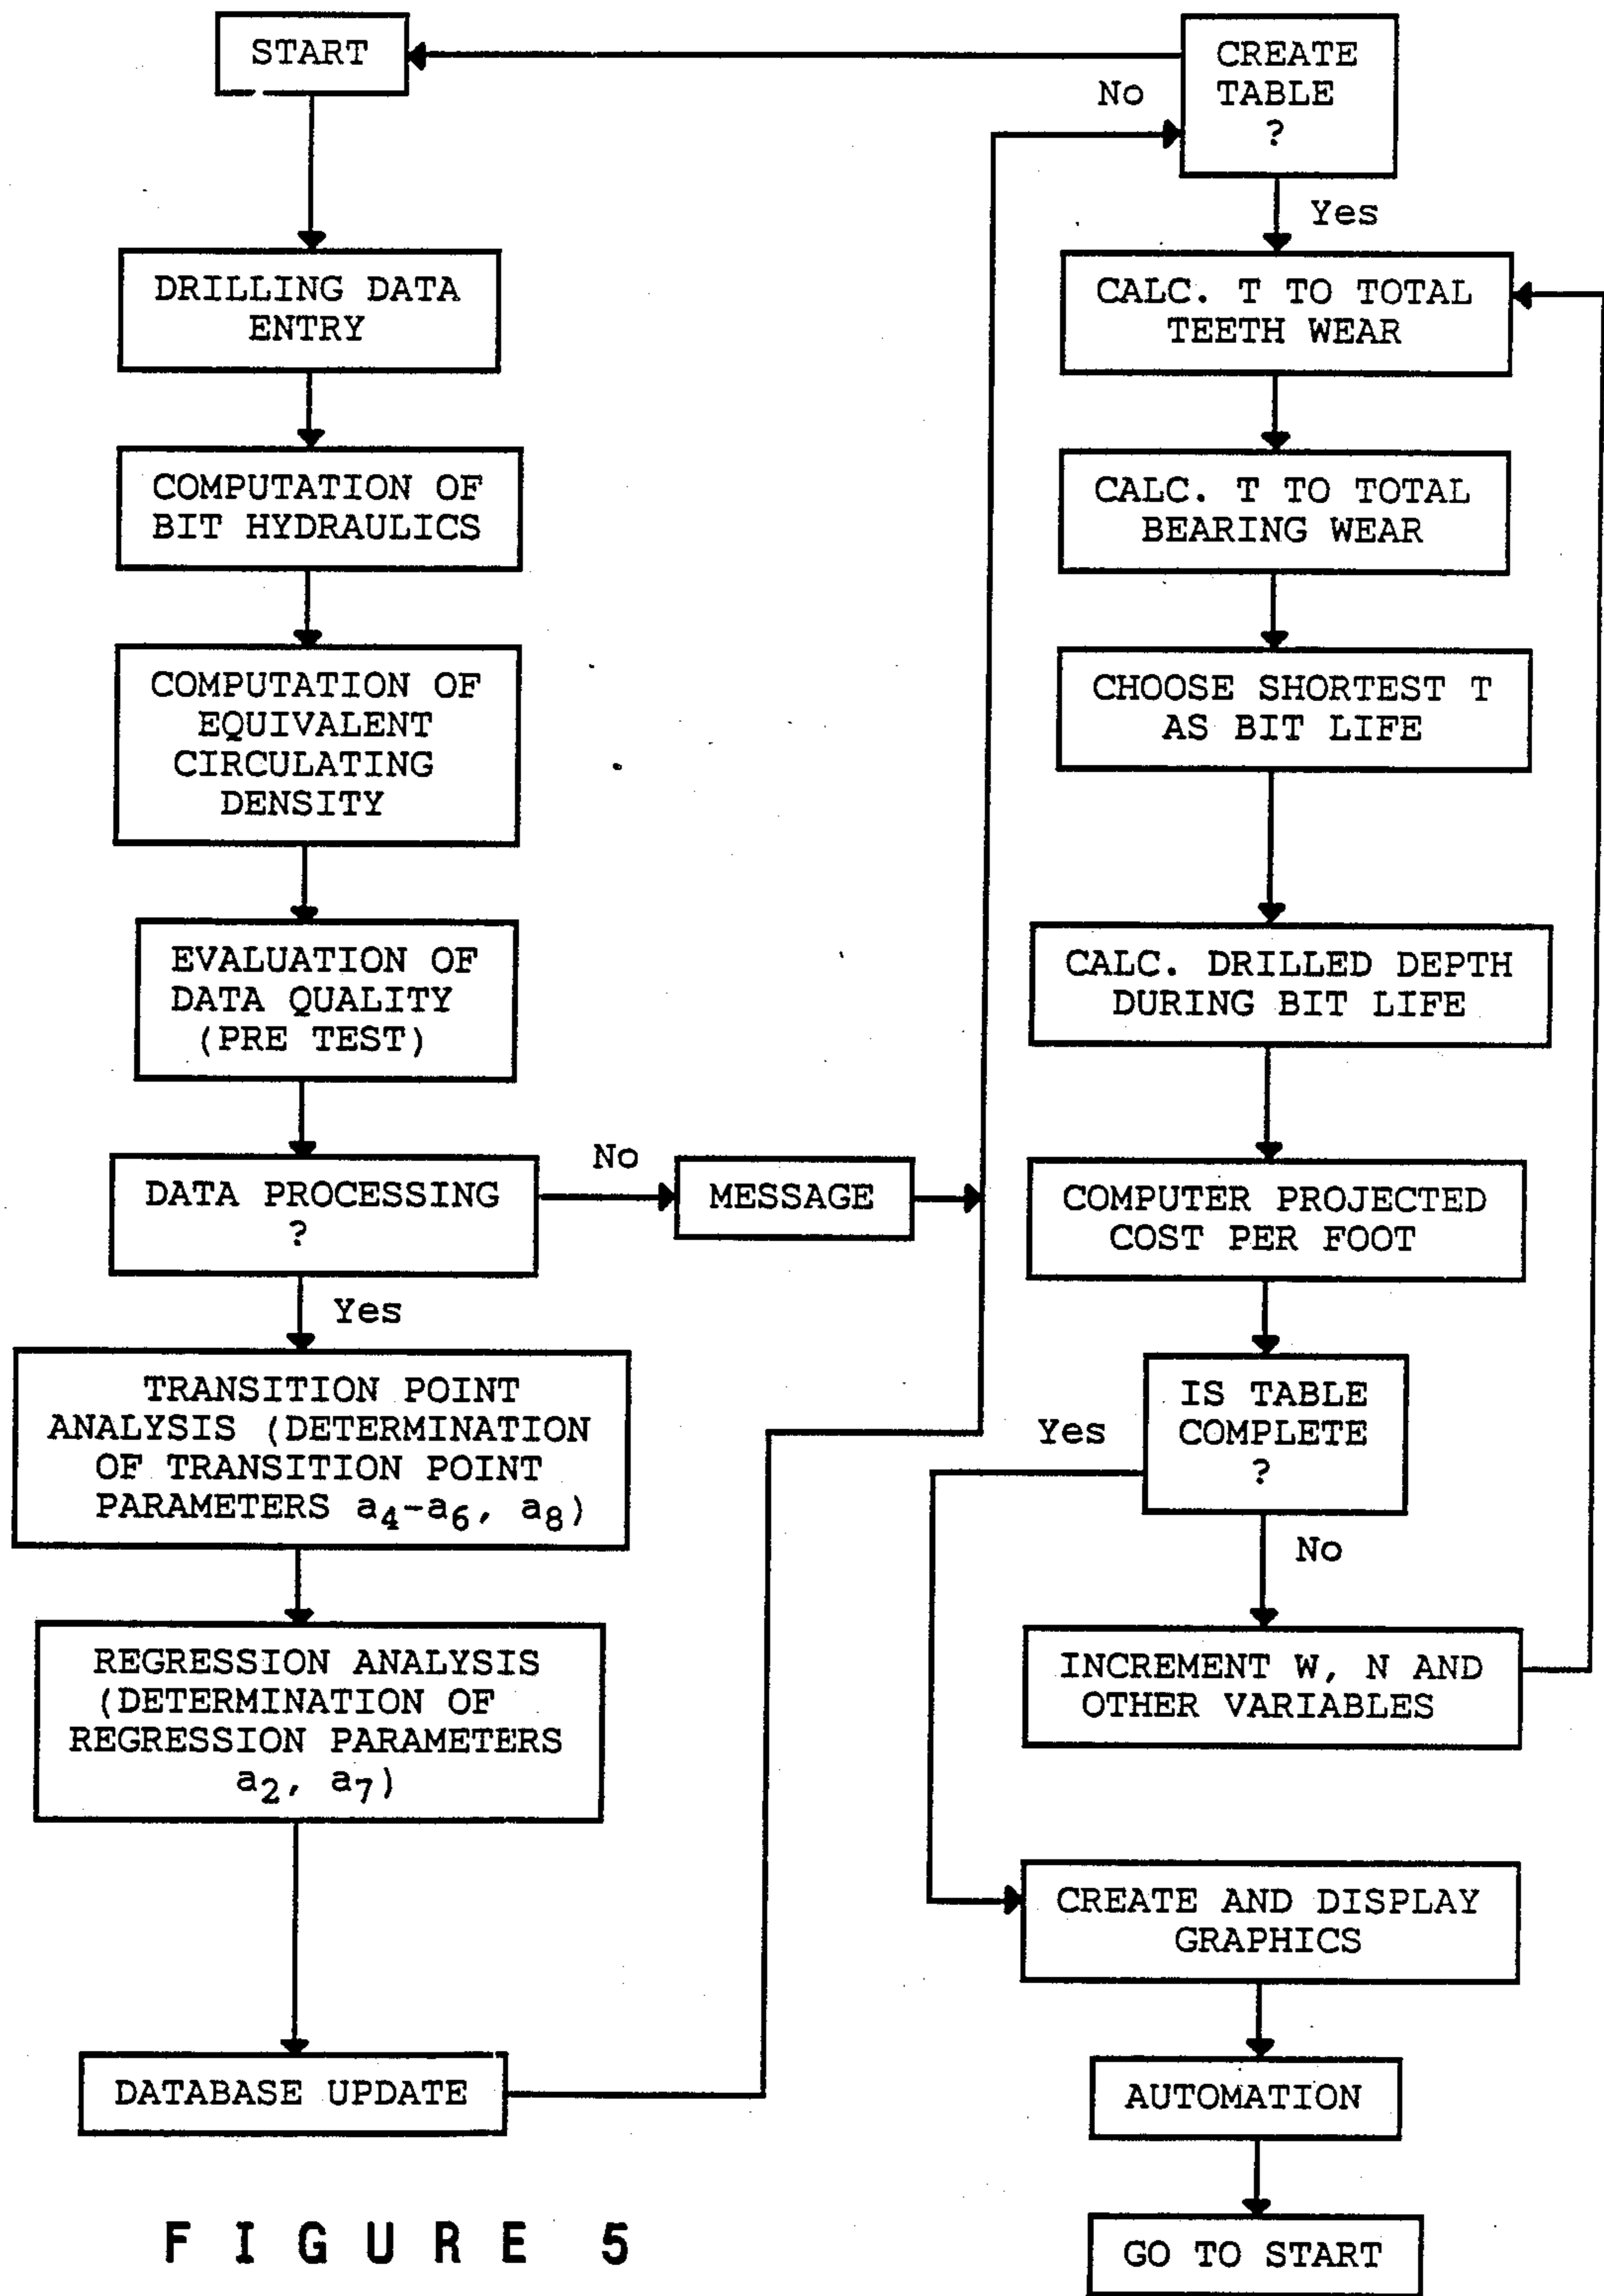 START
DRILLING DATA
ENTRY
COMPUTATION OF
BIT HYDRAULICS
COMPUTATION OF
EQUIVALENT
CIRCULATING
DENSITY
EVALUATION OF
DATA QUALITY
(PRE TEST)
DATA PROCESSING
?
No
MESSAGE
Yes
TRANSITION POINT
ANALYSIS (DETERMINATION
OF TRANSITION POINT
PARAMETERS a4-a6, a8)
REGRESSION ANALYSIS
(DETERMINATION OF
REGRESSION PARAMETERS
a2, a7)
DATABASE UPDATE
CREATE
TABLE
?
No
Yes
CALC. T TO TOTAL
TEETH WEAR
CALC. T TO TOTAL
BEARING WEAR
CHOOSE SHORTEST T
AS BIT LIFE
CALC. DRILLED DEPTH
DURING BIT LIFE
COMPUTER PROJECTED
COST PER FOOT
IS TABLE
COMPLETE
?
Yes
No
INCREMENT W, N AND
OTHER VARIABLES
CREATE AND DISPLAY
GRAPHICS
AUTOMATION
GO TO START
FIGURE 5